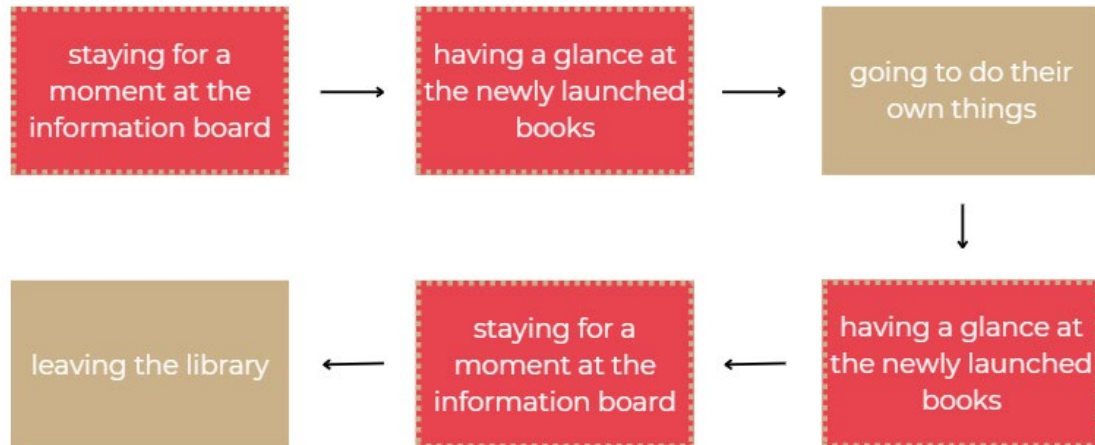 staying for a
moment at the
information board
having a glance at
the newly launched
books
going to do their
own things
having a glance at
the newly launched
books
staying for a
moment at the
information board
leaving the library